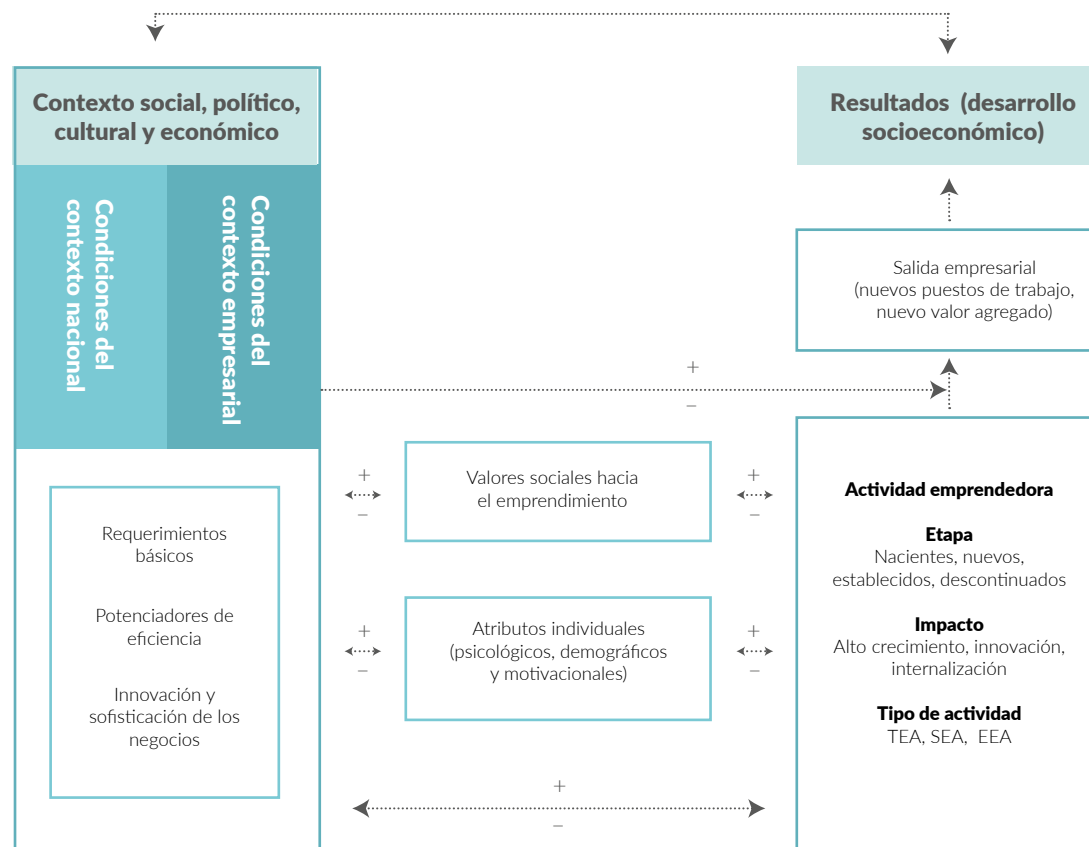 Contexto social, político,
cultural y económico
Condiciones del
contexto nacional
Condiciones del
contexto empresarial
Requerimientos
básicos
Potenciadores de
eficiencia
Innovación y
sofisticación de los
negocios
+
–
Valores sociales hacia
el emprendimiento
+
–
+
–
Atributos individuales
(psicológicos, demográficos
y motivacionales)
+
–
+
–
+
–
Resultados (desarrollo
socioeconómico)
Salida empresarial
(nuevos puestos de trabajo,
nuevo valor agregado)
Actividad emprendedora
Etapa
Nacientes, nuevos,
establecidos, descontinuados
Impacto
Alto crecimiento, innovación,
internalización
Tipo de actividad
TEA, SEA, EEA